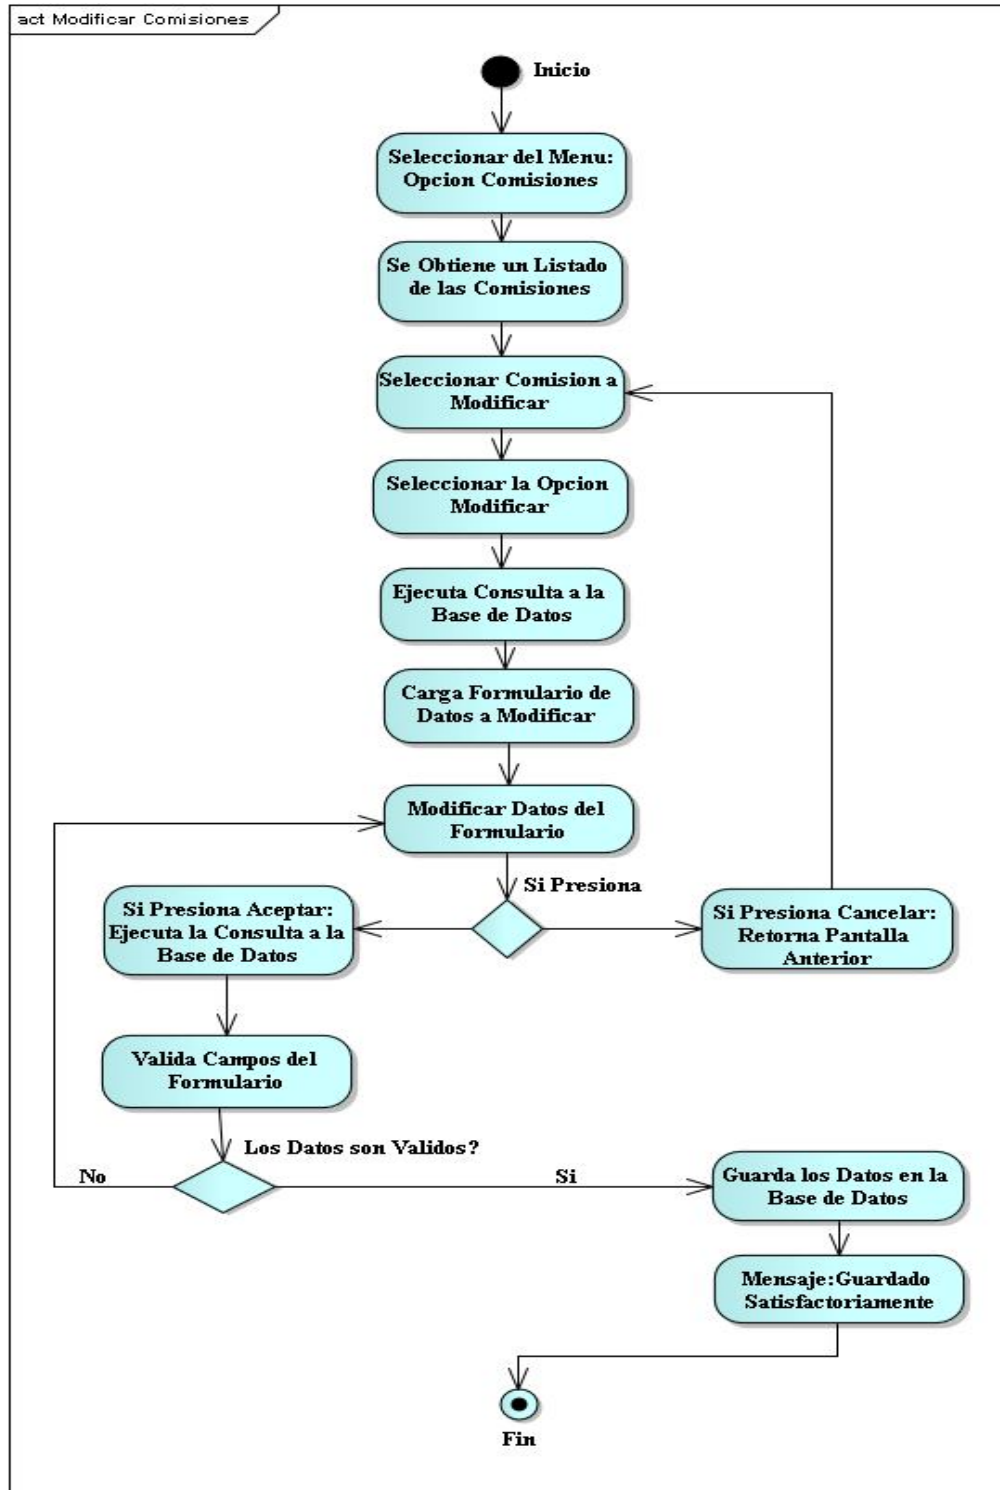 act Modificar Comisiones
Inicio
Seleccionar del Menu:
Opcion Comisiones
Se Obtiene un Listado
de las Comisiones
Seleccionar Comision a
Modificar
Seleccionar la Opcion
Modificar
Ejecuta Consulta a la
Base de Datos
Carga Formulario de
Datos a Modificar
Modificar Datos del
Formulario
Si Presiona
Si Presiona Aceptar:
Ejecuta la Consulta a la
Base de Datos
Si Presiona Cancelar:
Retorna Pantalla
Anterior
Valida Campos del
Formulario
Los Datos son Validos?
No
Si
Guarda los Datos en la
Base de Datos
Mensaje:Guardado
Satisfactoriamente
Fin